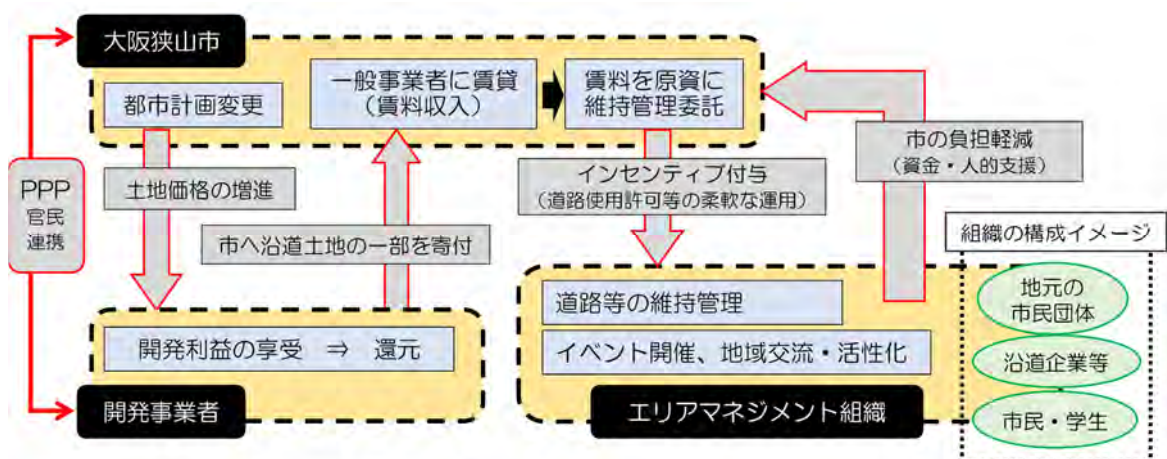 大阪狭山市
都市計画変更
一般事業者に賃貸
（賃料収入）
賃料を原資に
維持管理委託
PPP
官民
連携
土地価格の増進
市へ沿道土地の一部を寄付
インセンティブ付与
（道路使用許可等の柔軟な運用）
市の負担軽減
（資金・人的支援）
組織の構成イメージ
開発利益の享受 ⇒ 還元
開発事業者
道路等の維持管理
イベント開催、地域交流・活性化
エリアマネジメント組織
地元の
市民団体
沿道企業等
市民・学生